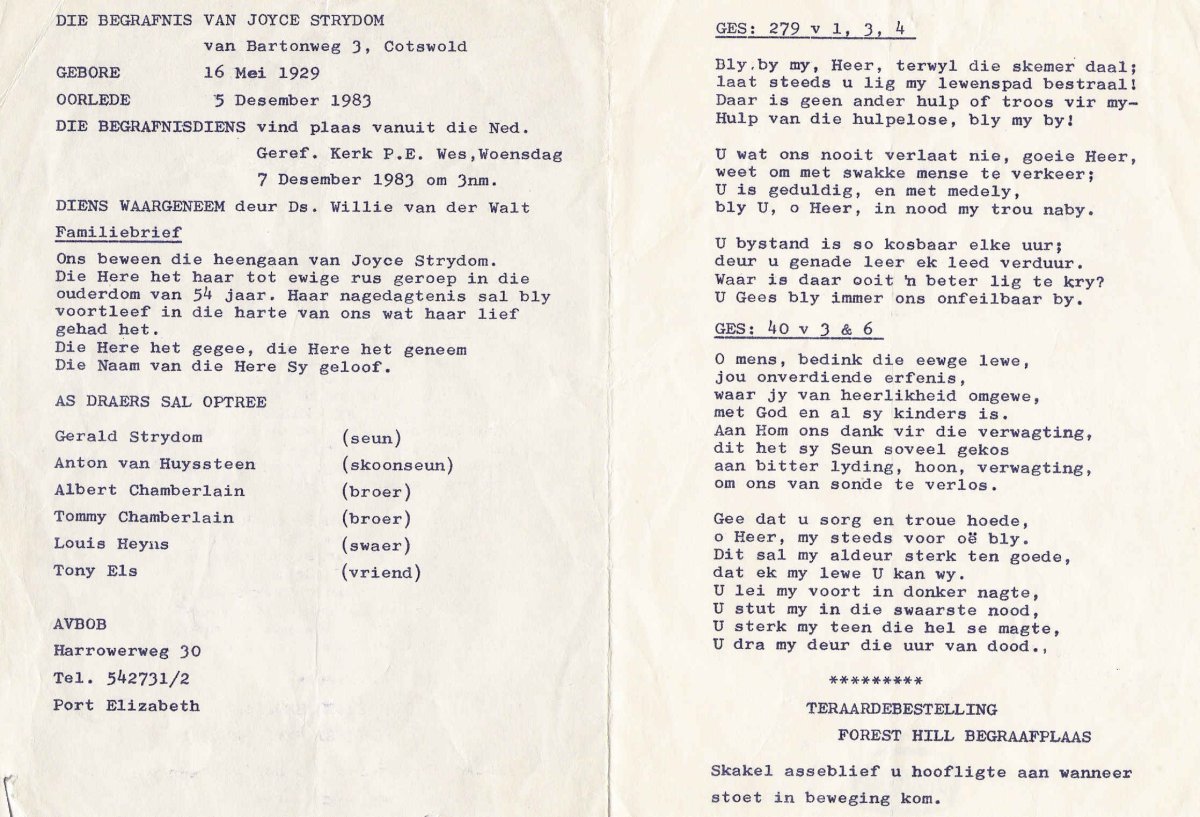 DIE BEGRAFNIS VAN JOYCE STRYDOM
van Bartonweg 3, Cotswold
GEBORE 16 Mei 1929
OORLEDE 5 Desember 1983
DIE BEGRAFNISDIENS vind plaas vanuit die Ned.
Geref. Kerk P.E. Wes,Woensdag
7 Desember 1983 om 3nm.
DIENS WAARGENEEM deur Ds. Willie van der Walt
Familiebrief
Ons beween die heengaan van Joyce Strydom.
Die Here het haar tot ewige rus geroep in die
ouderdom van 54 jaar. Haar nagedagtenis sal bly
voortleef in die harte van ons wat haar lief
gehad het.
Die Here het gegee, die Here het geneem
Die Naam van die Here Sy geloof.
AS DRAERS SAL OPTREE
Gerald Strydom (seun)
Anton van Huyssteen (skoonseun)
Albert Chamberlain (broer)
Tommy Chamberlain (broer)
Louis Heyns (swaer)
Tony Els (vriend)
AVBOB
Harrowerweg 30
Tel. 542731/2
Port Elizabeth
GES: 279 v 1, 3, 4
Bly.by my, Heer, terwyl die skemer daal;
laat steeds u lig my lewenspad bestraal!
Daar is geen ander hulp of troos vir my-
Hulp van die hulpelose, bly my by!
U wat ons nooit verlaat nie, goeie Heer,
weet om met swakke mense te verkeer;
U is geduldig, en met medely,
bly U, o Heer, in nood my trou naby.
U bystand is so kosbaar elke uur;
deur u genade leer ek leed verduur.
Waar is daar ooit 'n beter lig te kry?
U Gees bly immer ons onfeilbaar by.
GES: 40 v 3 & 6
O mens, bedink die eewge lewe,
jou onverdiende erfenis,
waar jy van heerlikheid omgewe,
met God en al sy kinders is.
Aan Hom ons dank vir die verwagting,
dit het sy Seun soveel gekos
aan bitter lyding, hoon, verwagting,
om ons van sonde te verlos.
Gee dat u sorg en troue hoede,
o Heer, my steeds voor oë bly.
Dit sal my aldeur sterk ten goede,
dat ek my lewe U kan wy.
U lei my voort in donker nagte,
U stut my in die swaarste nood,
U sterk my teen die hel se magte,
U dra my deur die uur van dood.,
*********
TERAARDEBESTELLING
FOREST HILL BEGRAAFPLAAS
Skakel asseblief u hoofligte aan wanneer
stoet in beweging kom.